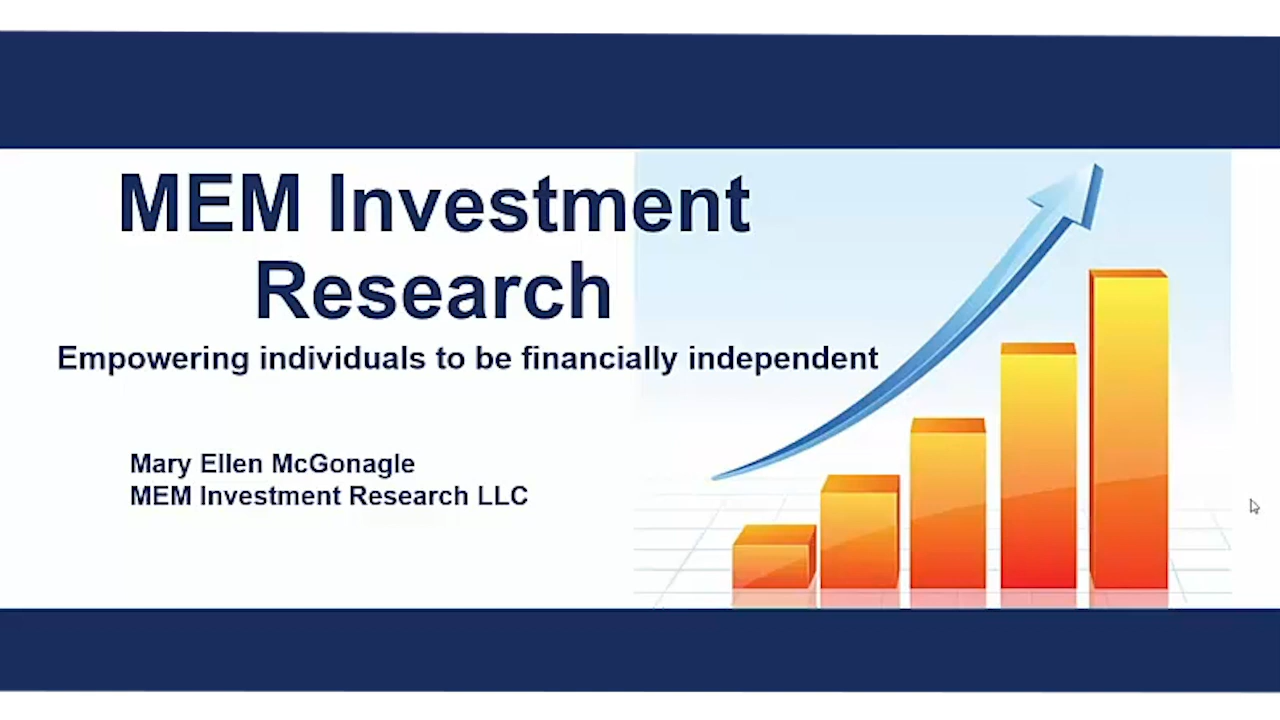 MEM Investment
Research
Empowering individuals to be financially independent
Mary Ellen McGonagle
MEM Investment Research LLC